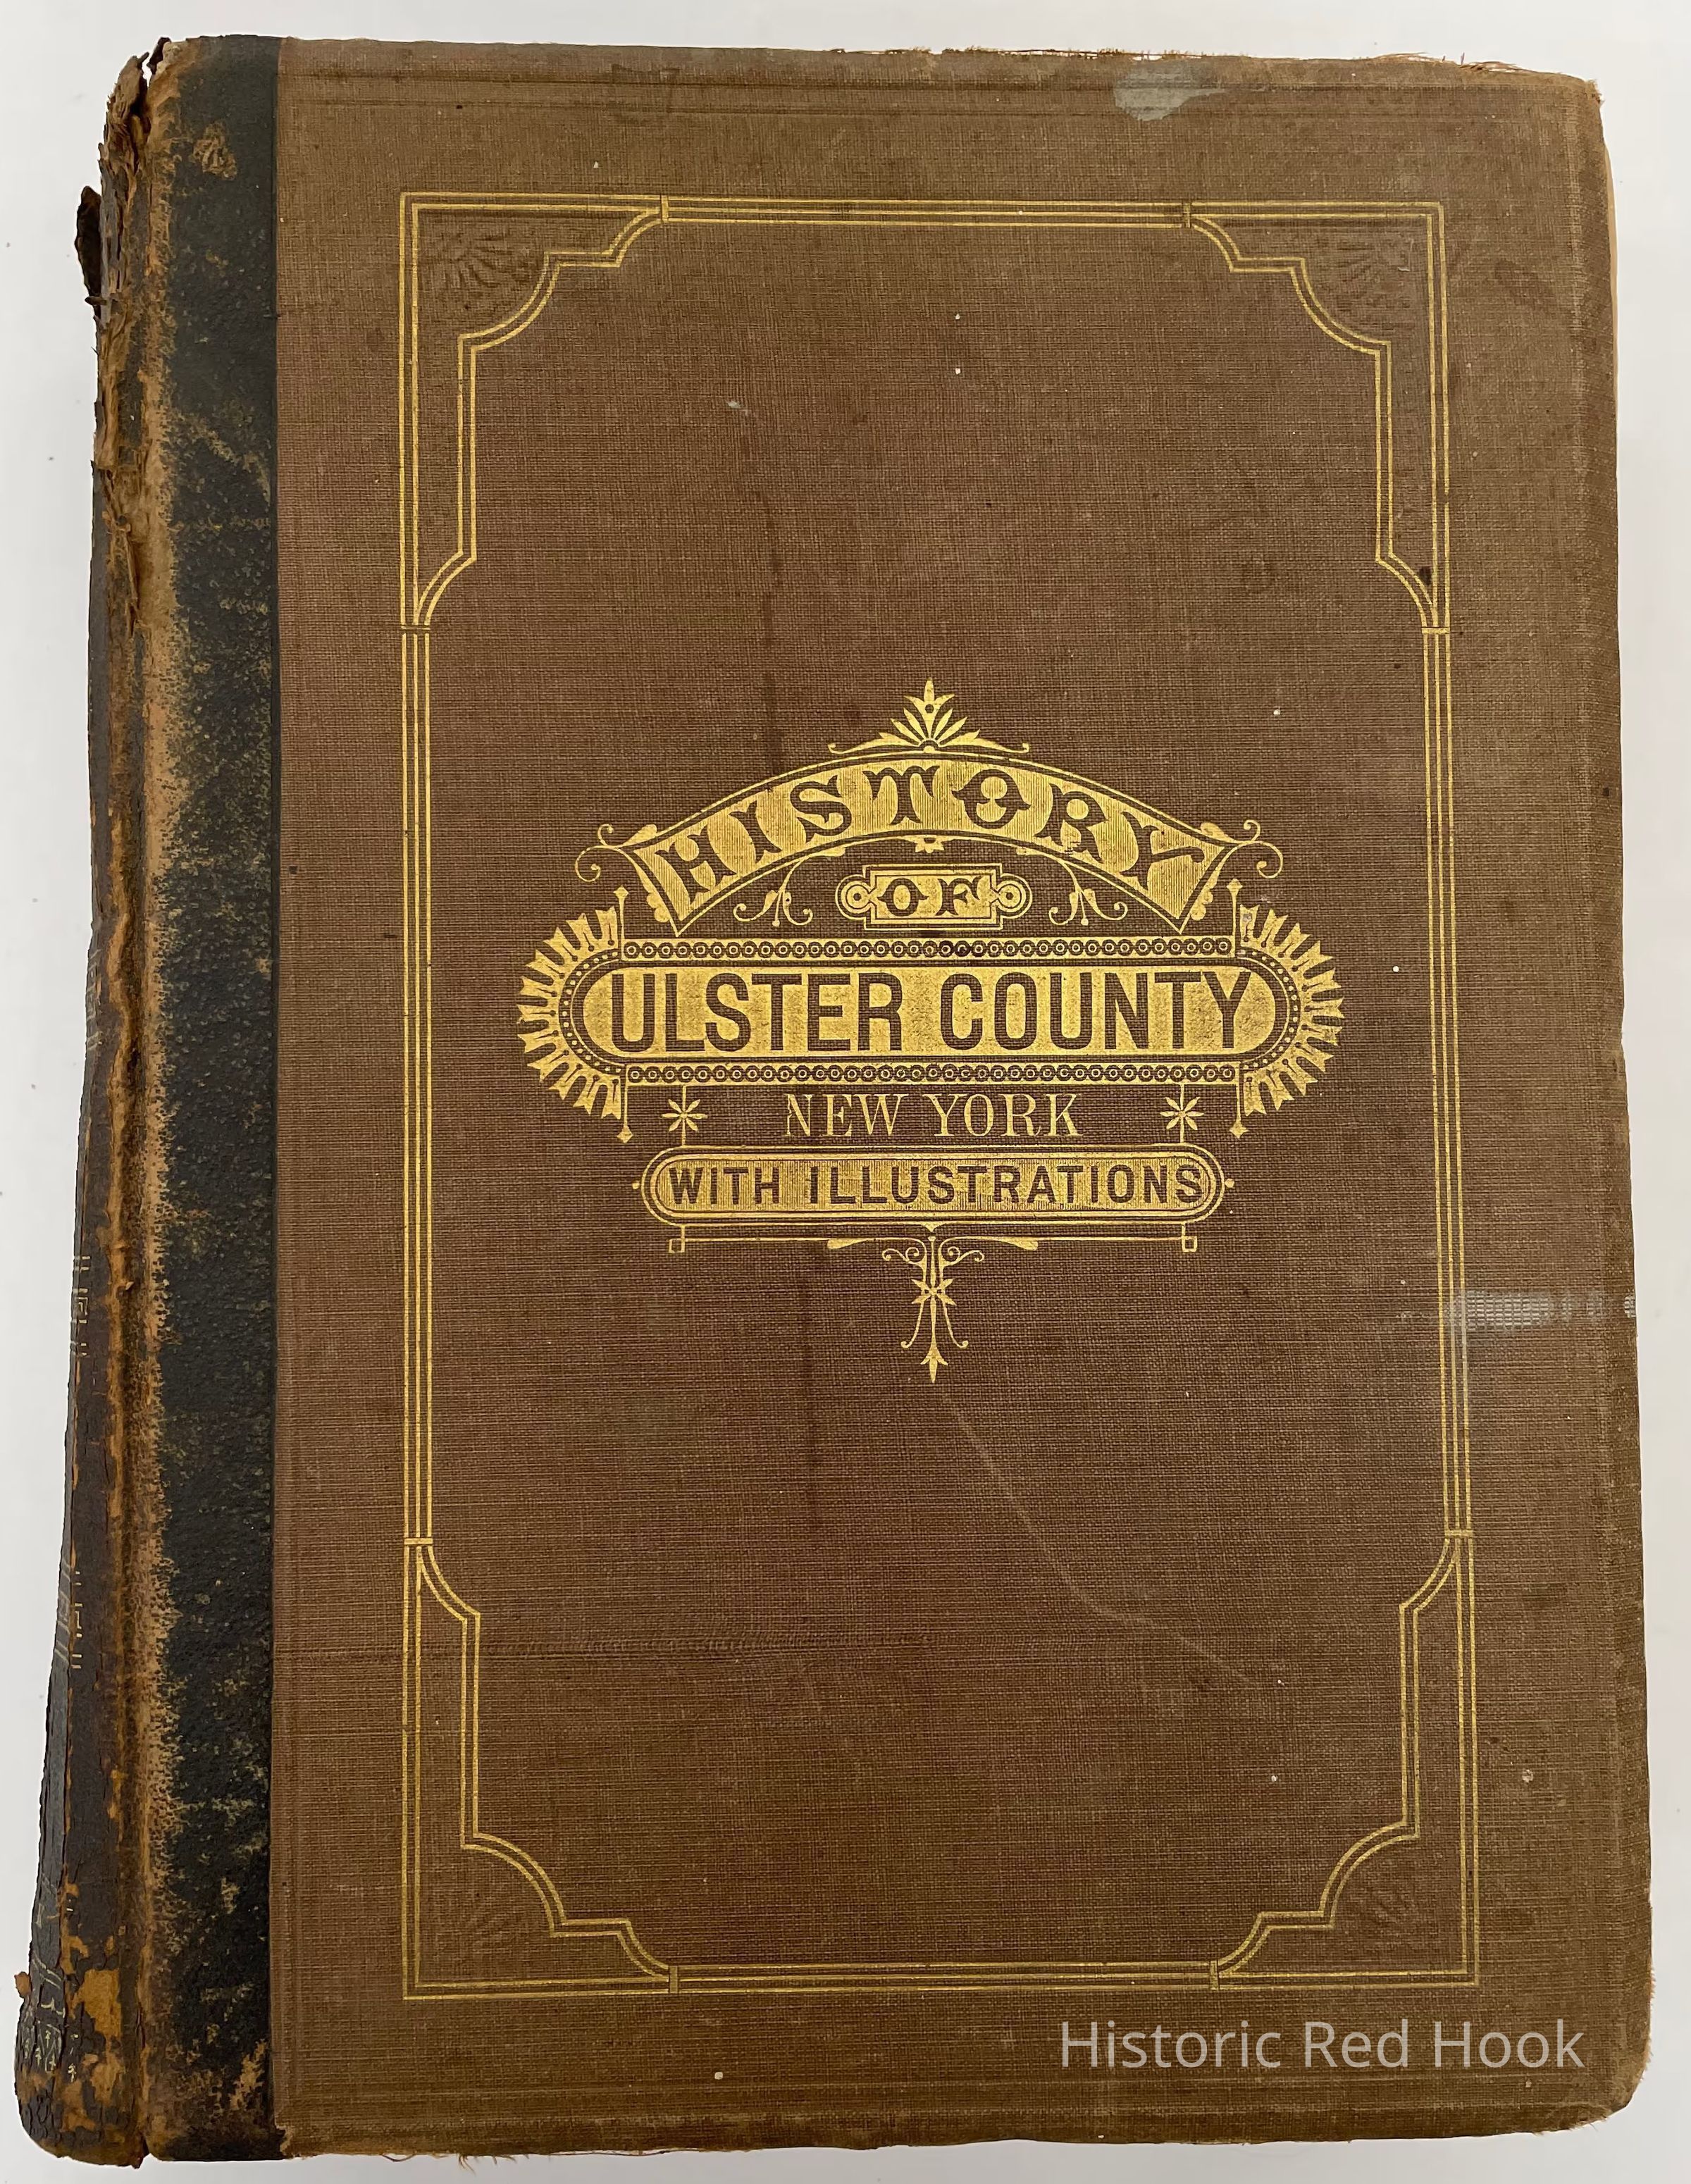 HISTORY
OF
ULSTER COUNTY
NEW YORK
WITH ILLUSTRATIONS
Historic Red Hook